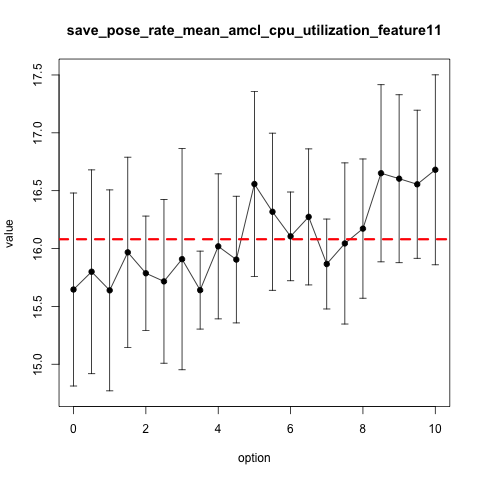 save_pose_rate_mean_amcl_cpu_utilization_feature11
17.5
17.0
16.5
16.0
15.5
15.0
value
0 2 4 6 8 10
option